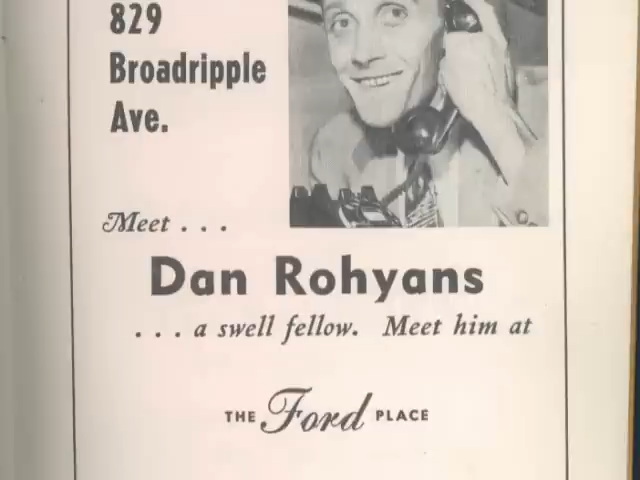 829
Broadripple
Ave.
Meet . . .
Dan Rohyans
. . . a swell fellow. Meet him at
THE Ford PLACE